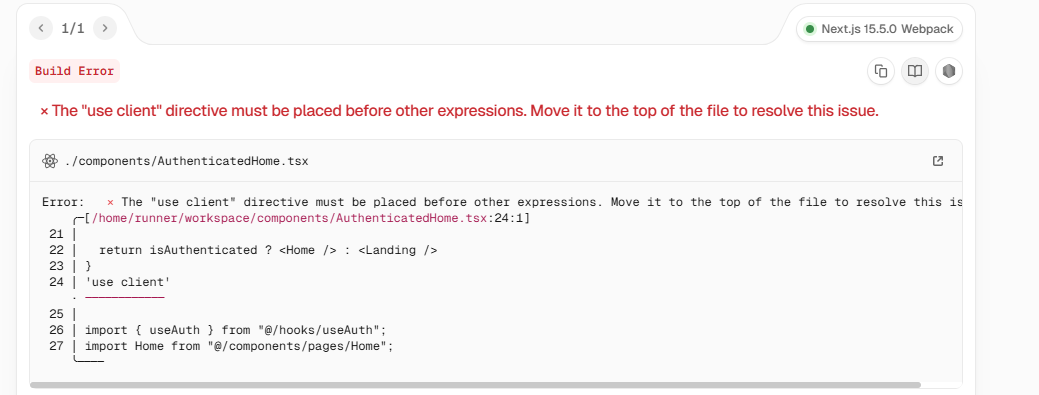 1/1
Next.js 15.5.0 Webpack
Build Error
× The "use client" directive must be placed before other expressions. Move it to the top of the file to resolve this issue.
./components/AuthenticatedHome.tsx
Error:   × The "use client" directive must be placed before other expressions. Move it to the top of the file to resolve this is
╭─[/home/runner/workspace/components/AuthenticatedHome.tsx:24:1]
21 │
22 │   return isAuthenticated ? <Home /> : <Landing />
23 │ }
24 │ 'use client'
· ────────────
25 │
26 │ import { useAuth } from "@/hooks/useAuth";
27 │ import Home from "@/components/pages/Home";
╰────